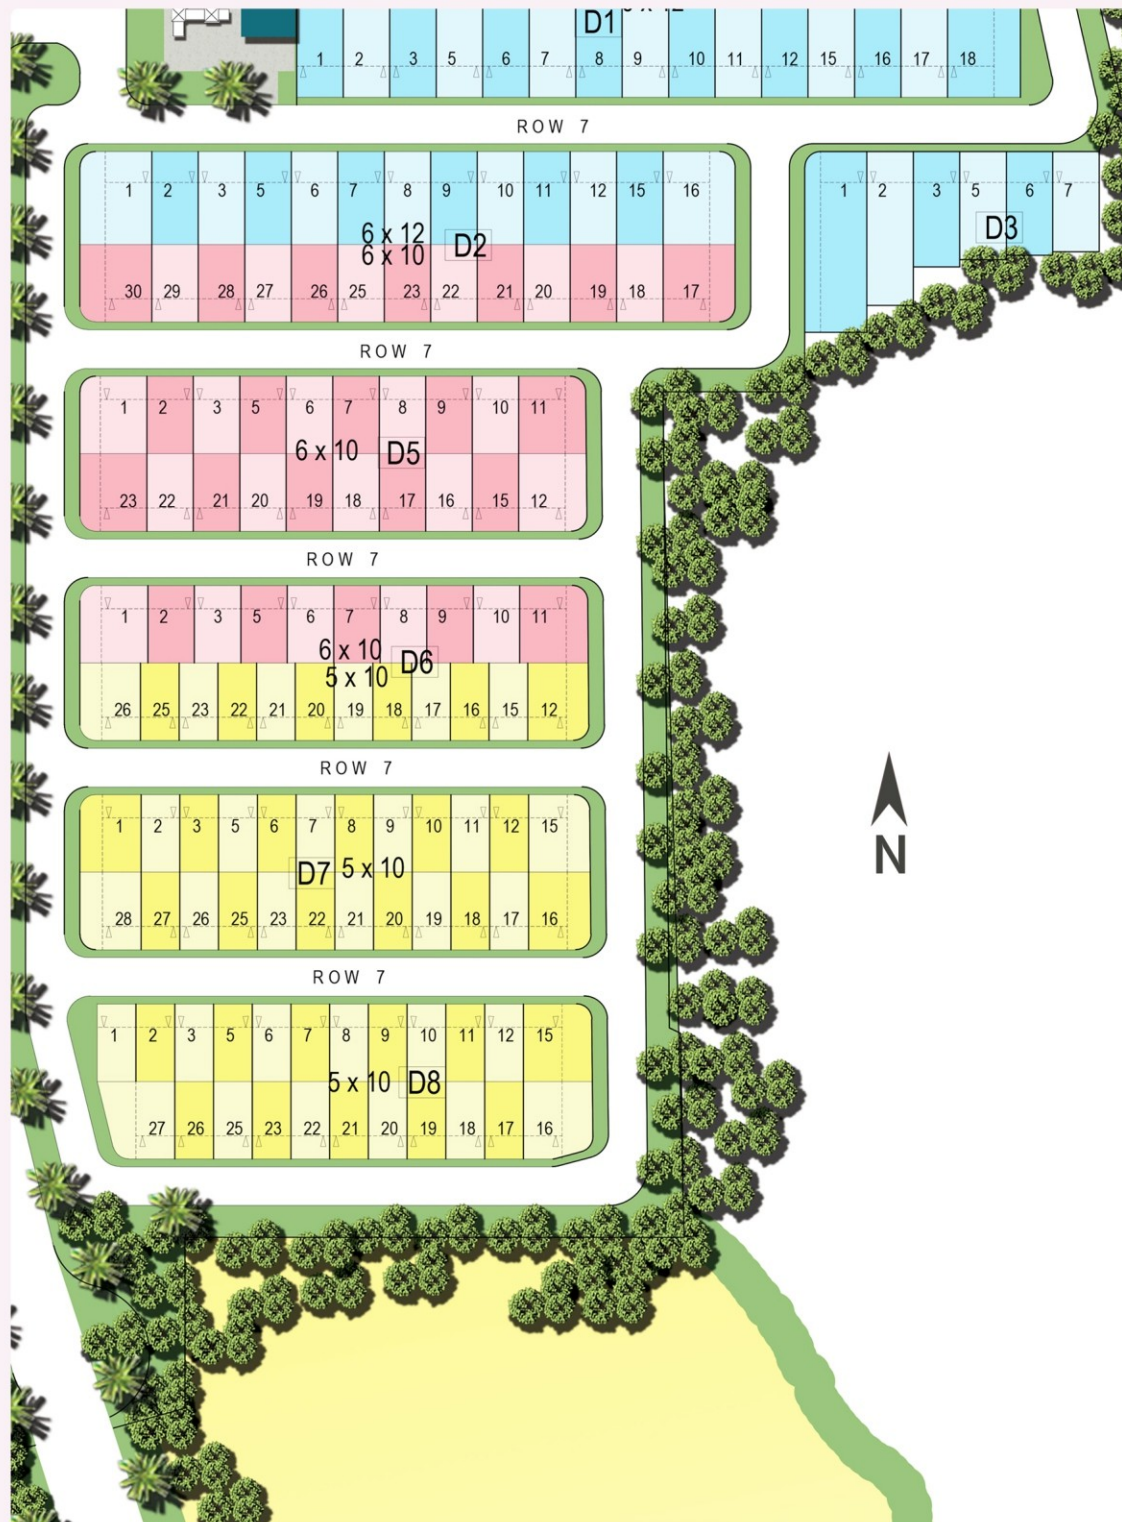 D1
1 2 3 5 6 7 8 9 10 11 12 15 16 17 18
ROW 7
1 2 3 5 6 7 8 9 10 11 12 15 16
6 x 12 D2
6 x 10
30 29 28 27 26 25 23 22 21 20 19 18 17
1 2 3 5 6 7
D3
ROW 7
1 2 3 5 6 7 8 9 10 11
6 x 10 D5
23 22 21 20 19 18 17 16 15 12
ROW 7
1 2 3 5 6 7 8 9 10 11
6 x 10 D6
5 x 10
26 25 23 22 21 20 19 18 17 16 15 12
ROW 7
1 2 3 5 6 7 8 9 10 11 12 15
D7 5 x 10
28 27 26 25 23 22 21 20 19 18 17 16
N
ROW 7
1 2 3 5 6 7 8 9 10 11 12 15
5 x 10 D8
27 26 25 23 22 21 20 19 18 17 16